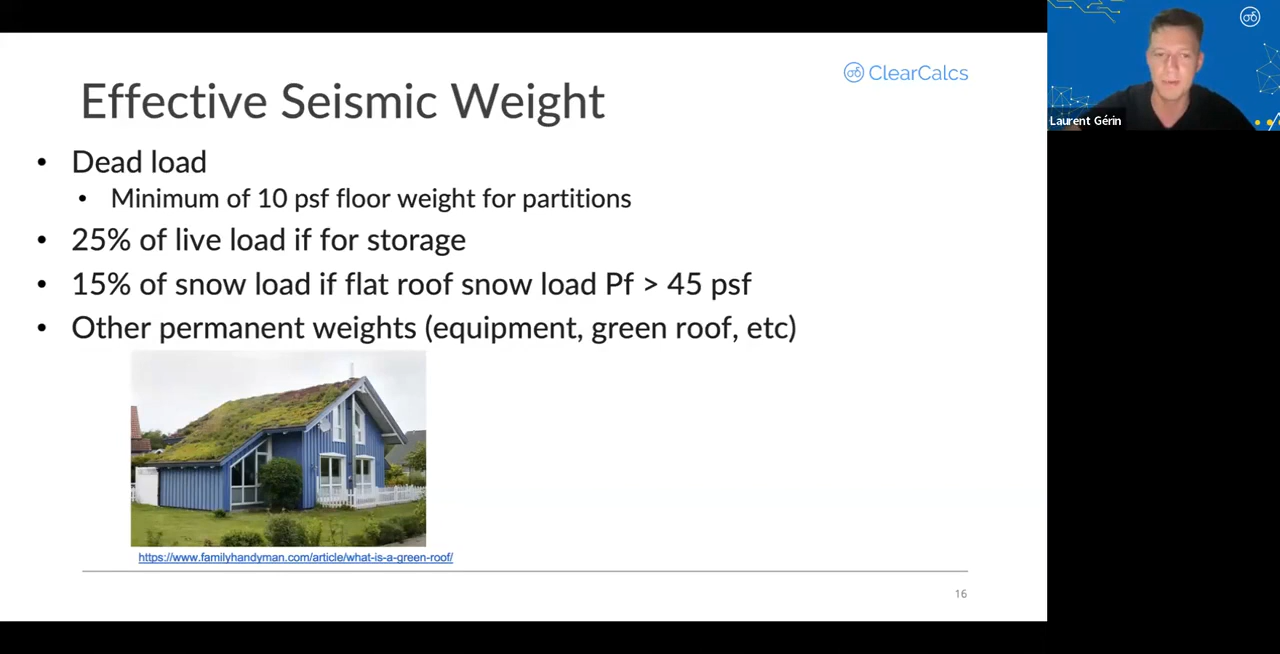 ClearCalcs
Effective Seismic Weight
• Dead load
• Minimum of 10 psf floor weight for partitions
• 25% of live load if for storage
• 15% of snow load if flat roof snow load Pf > 45 psf
• Other permanent weights (equipment, green roof, etc)
https://www.familyhandyman.com/article/what-is-a-green-roof/
16
Laurent Gérin